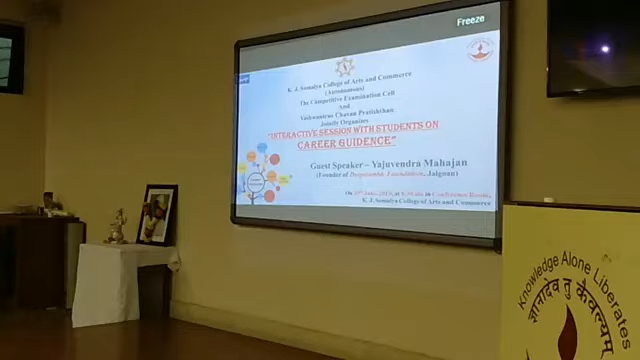 Freeze
K. J. Somaiya College of Arts and Commerce
(Autonomous)
The Competitive Examination Cell
And
Yashwantrao Chavan Pratishthan
Jointly Organizes
"INTERACTIVE SESSION WITH STUDENTS ON
CAREER GUIDENCE"
Guest Speaker – Yajuvendra Mahajan
(Founder of Deepstambh Foundation, Jalgoan)
in Conference Room,
K. J. Somaiya College of Arts and Commerce
Knowledge Alone Liberates
ज्ञानादेव तु कैवल्यम्